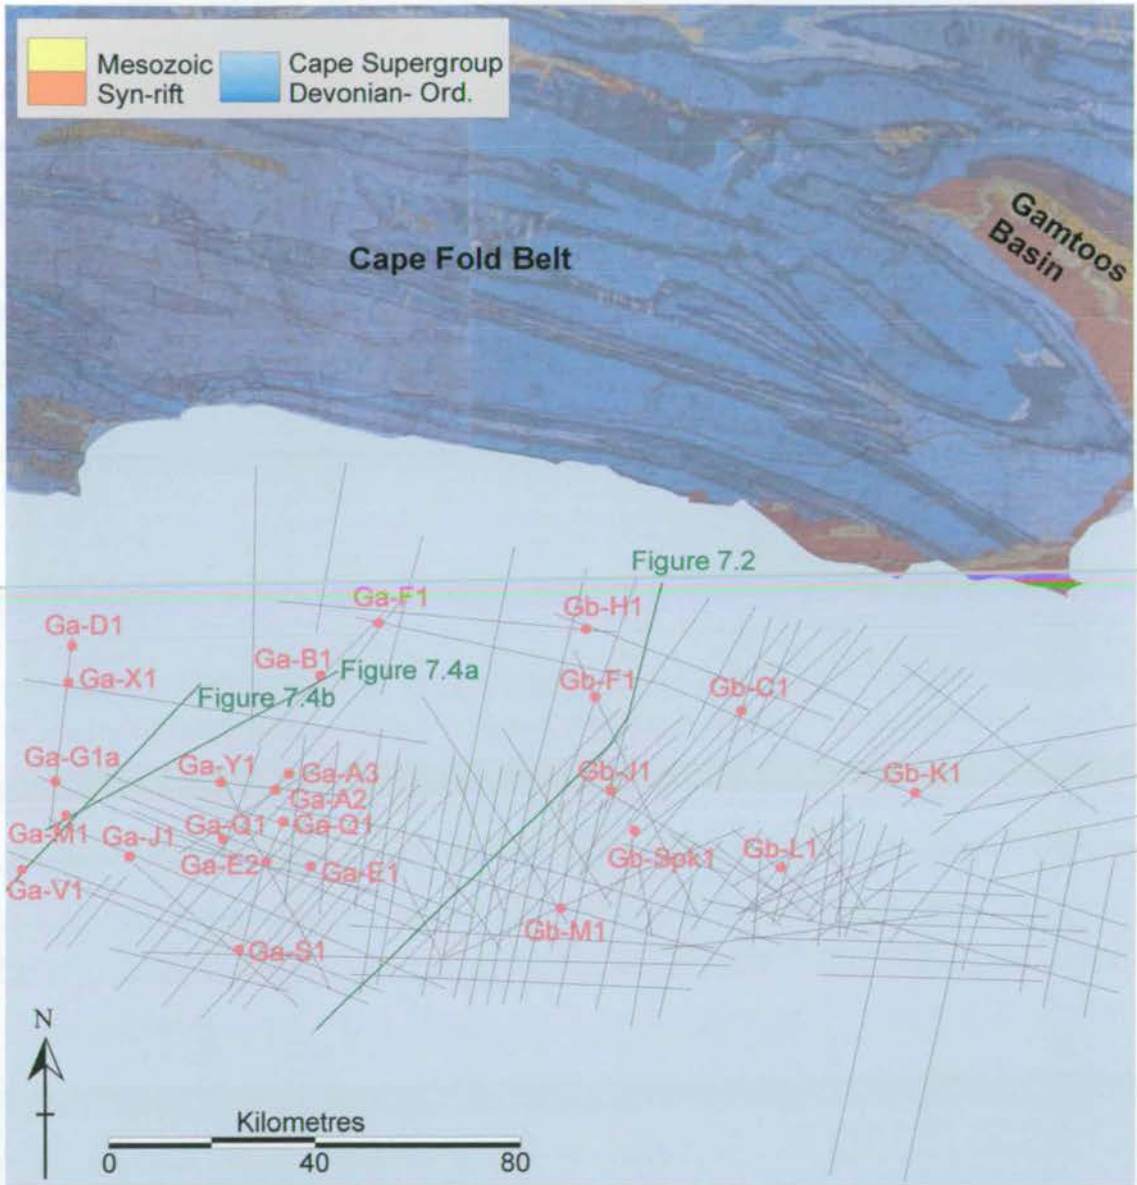 Mesozoic
Syn-rift
Cape Supergroup
Devonian- Ord.
Gamtoos
Basin
Cape Fold Belt
Figure 7.2
Ga-F1
Gb-H1
Ga-D1
Ga-B1
Figure 7.4a
Ga-X1
Figure 7.4b
Gb-F1
Gb-C1
Ga-G1a
Ga-Y1
Ga-A3
Gb-J1
Gb-K1
Ga-A2
Ga-M1
Ga-J1
Ga-Q1
Ga-Q1
Gb-Spk1
Gb-L1
Ga-E2
Ga-E1
Ga-V1
Gb-M1
Ga-S1
N
Kilometres
0
40
80